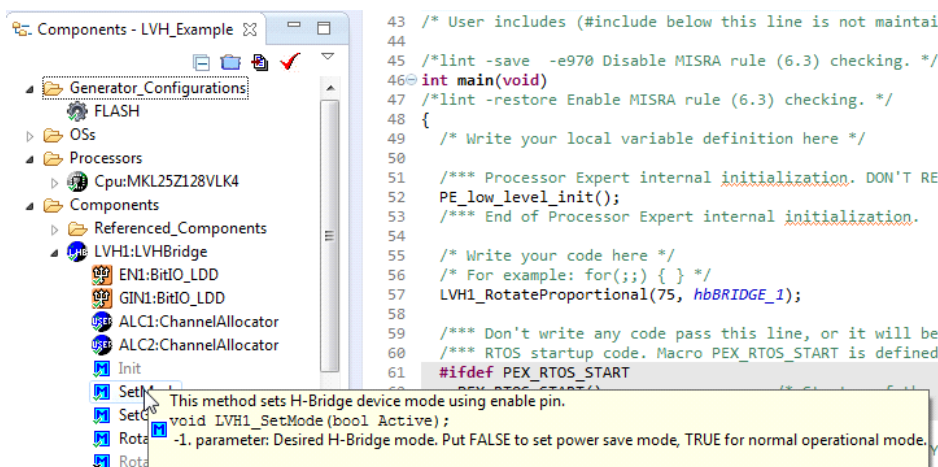 Components - LVH_Example
Generator_Configurations
FLASH
OSs
Processors
Cpu:MKL25Z128VLK4
Components
Referenced_Components
LVH1:LVHBridge
EN1:BitIO_LDD
GIN1:BitIO_LDD
ALC1:ChannelAllocator
ALC2:ChannelAllocator
Init
SetM
SetG
Rota
Rota
43 /* User includes (#include below this line is not maintai
44
45 /*lint -save  -e970 Disable MISRA rule (6.3) checking. */
46 int main(void)
47 /*lint -restore Enable MISRA rule (6.3) checking. */
48 {
49   /* Write your local variable definition here */
50
51   /*** Processor Expert internal initialization. DON'T RE
52   PE_low_level_init();
53   /*** End of Processor Expert internal initialization.
54
55   /* Write your code here */
56   /* For example: for(;;) { } */
57   LVH1_RotateProportional(75, hbBRIDGE_1);
58
59   /*** Don't write any code pass this line, or it will be
60   /*** RTOS startup code. Macro PEX_RTOS_START is defined
61   #ifdef PEX_RTOS_START
This method sets H-Bridge device mode using enable pin.
void LVH1_SetMode(bool Active);
-1. parameter: Desired H-Bridge mode. Put FALSE to set power save mode, TRUE for normal operational mode.